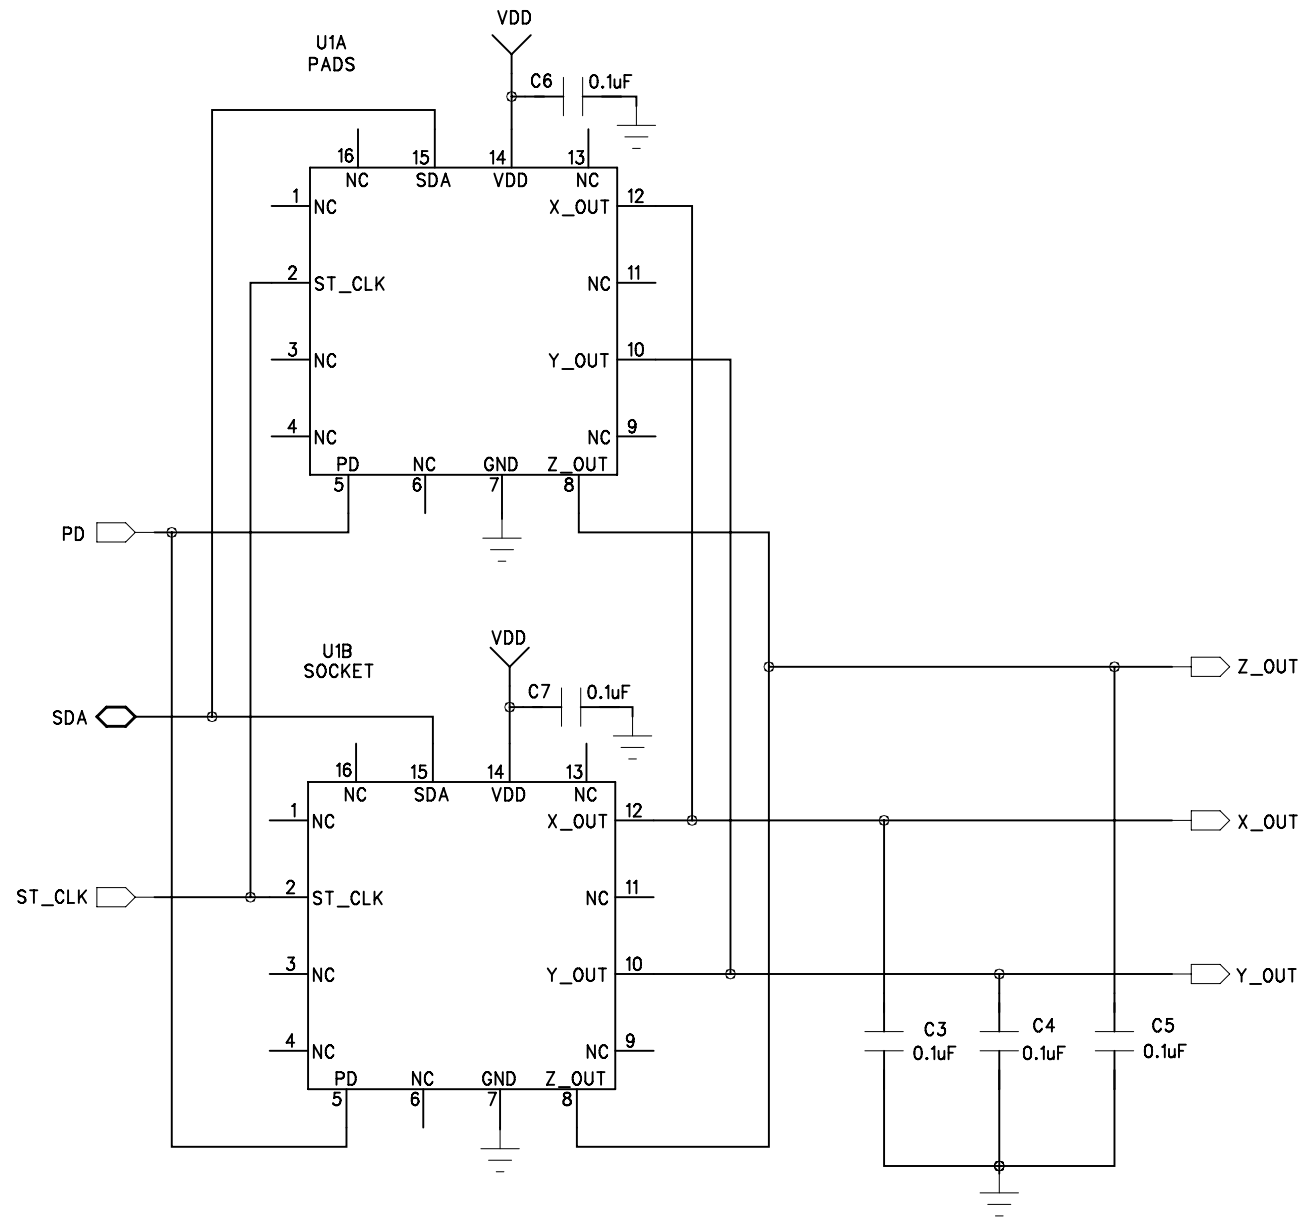 VDD
U1A
PADS
C6 0.1uF
16 15 14 13
NC SDA VDD NC
1 NC X_OUT 12
2 ST_CLK NC 11
3 NC Y_OUT 10
4 NC NC 9
PD NC GND Z_OUT
5 6 7 8
PD
VDD
U1B
SOCKET
Z_OUT
C7 0.1uF
SDA
16 15 14 13
NC SDA VDD NC
1 NC X_OUT 12 X_OUT
ST_CLK 2 ST_CLK NC 11
3 NC Y_OUT 10 Y_OUT
C3 C4 C5
0.1uF 0.1uF 0.1uF
4 NC NC 9
PD NC GND Z_OUT
5 6 7 8